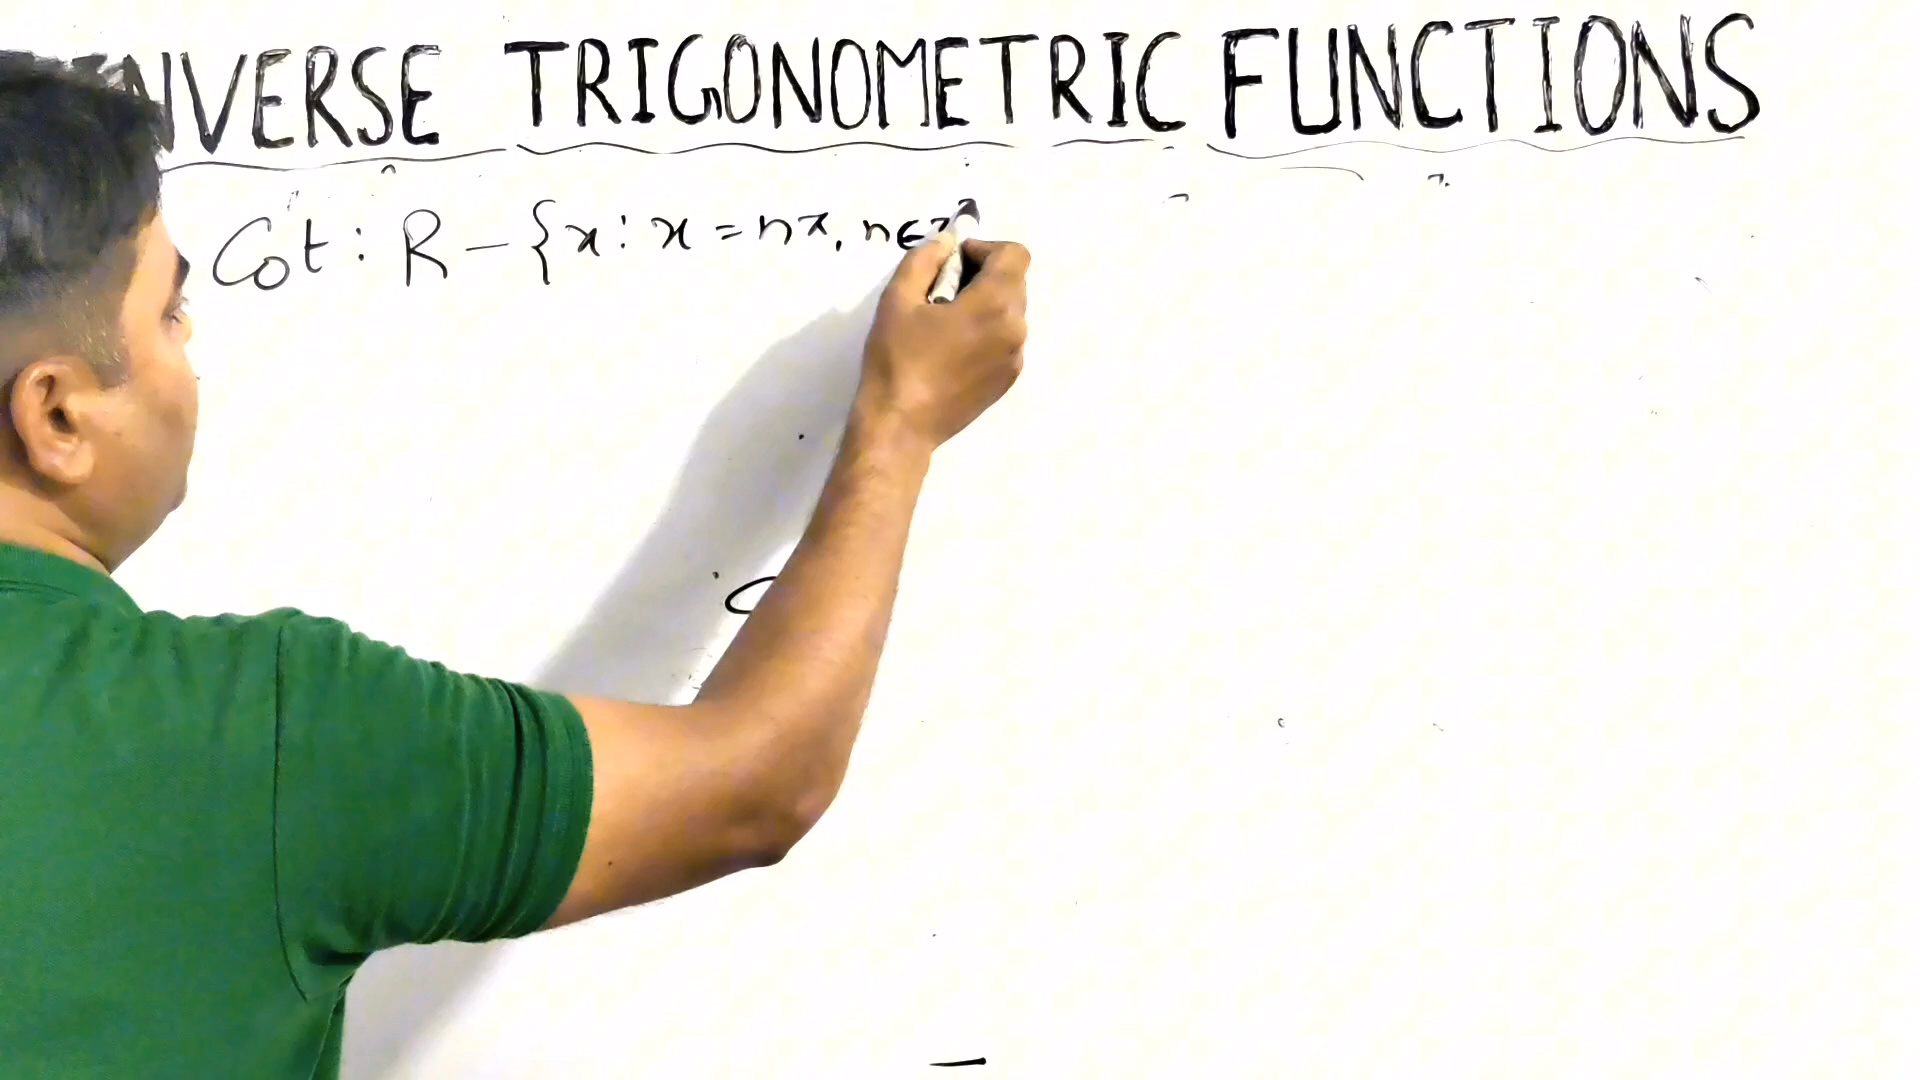 INVERSE TRIGONOMETRIC FUNCTIONS
Cot : R - {x : x = nπ, n ∈ Z}